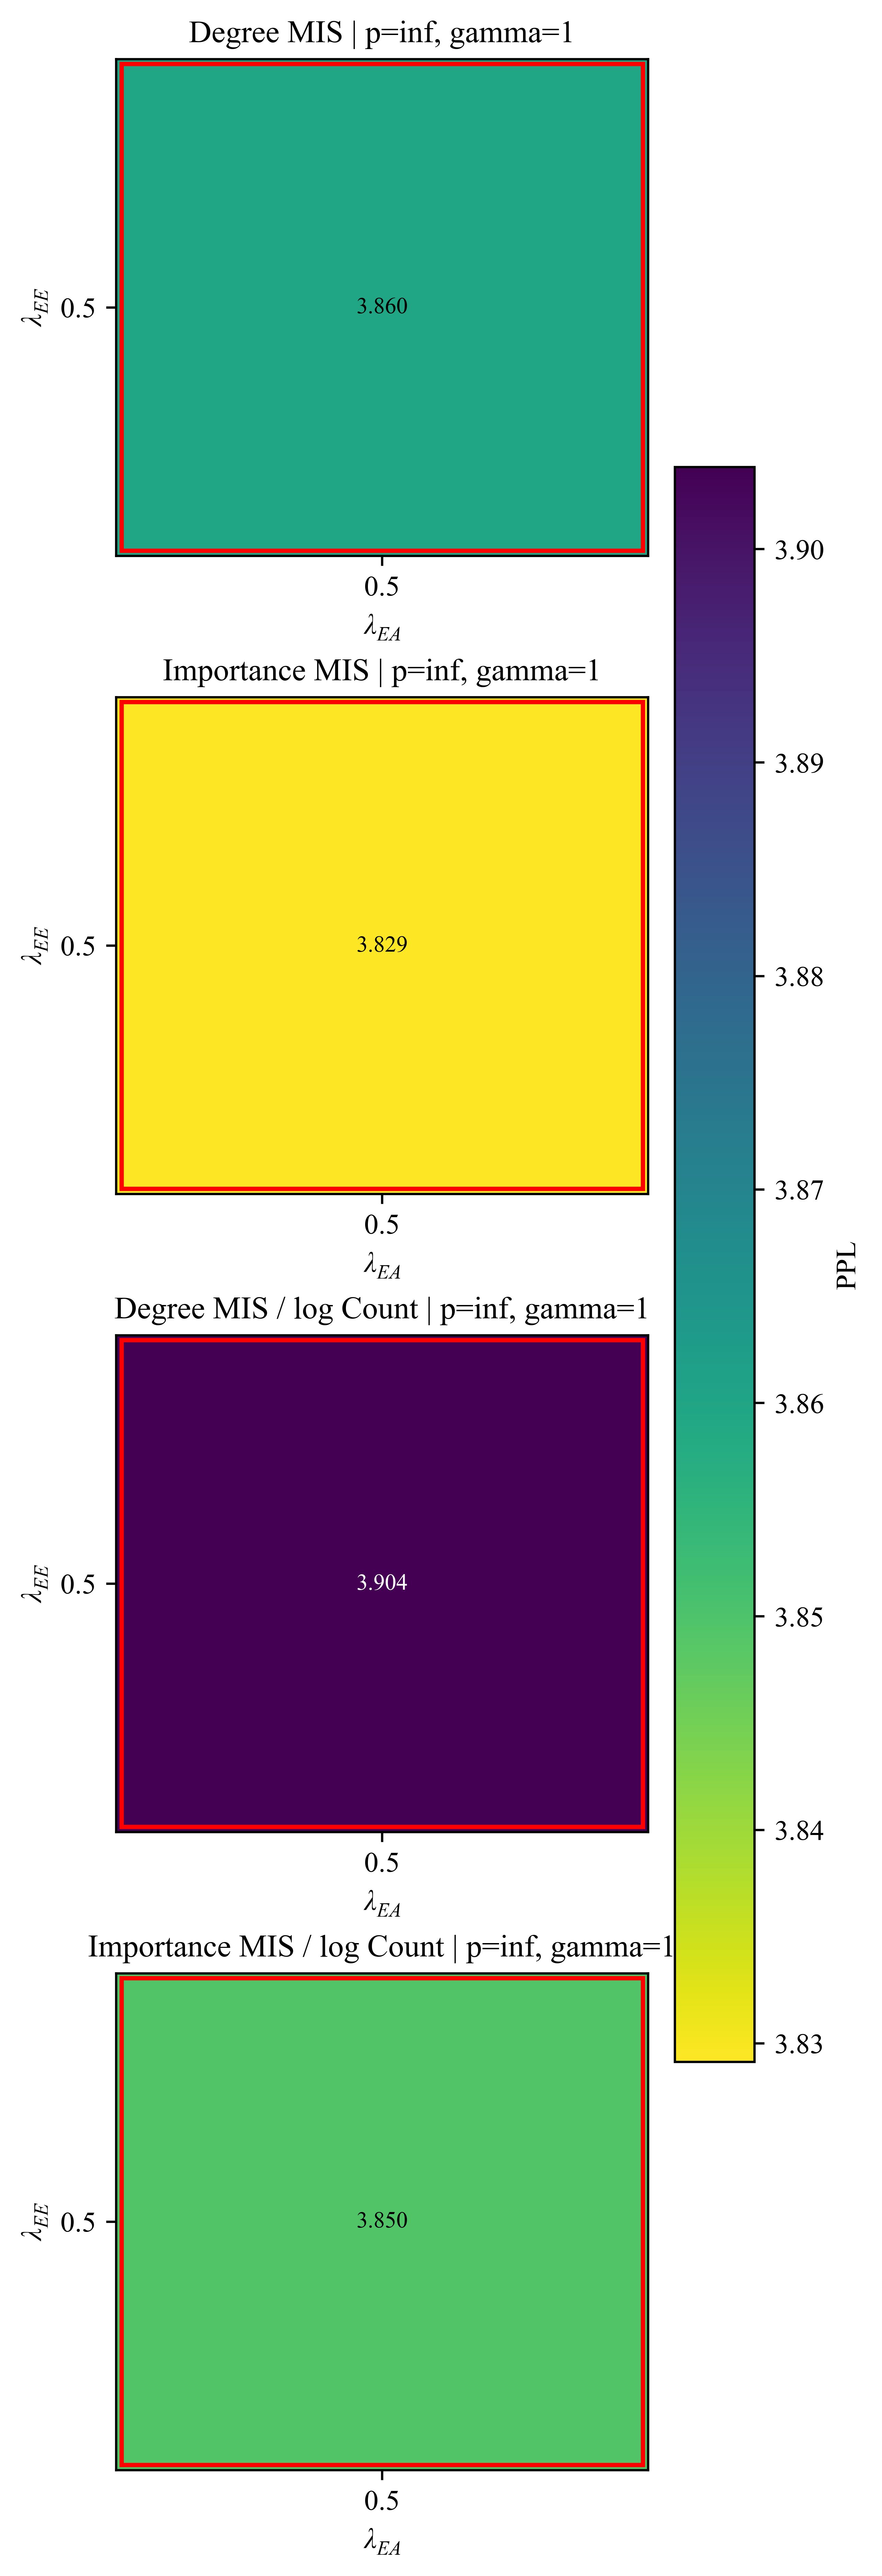 Degree MIS | p=inf, gamma=1
λ_EE
0.5
3.860
0.5
λ_EA
Importance MIS | p=inf, gamma=1
λ_EE
0.5
3.829
0.5
λ_EA
Degree MIS / log Count | p=inf, gamma=1
λ_EE
0.5
3.904
0.5
λ_EA
Importance MIS / log Count | p=inf, gamma=1
λ_EE
0.5
3.850
0.5
λ_EA
3.90
3.89
3.88
3.87
3.86
3.85
3.84
3.83
PPL